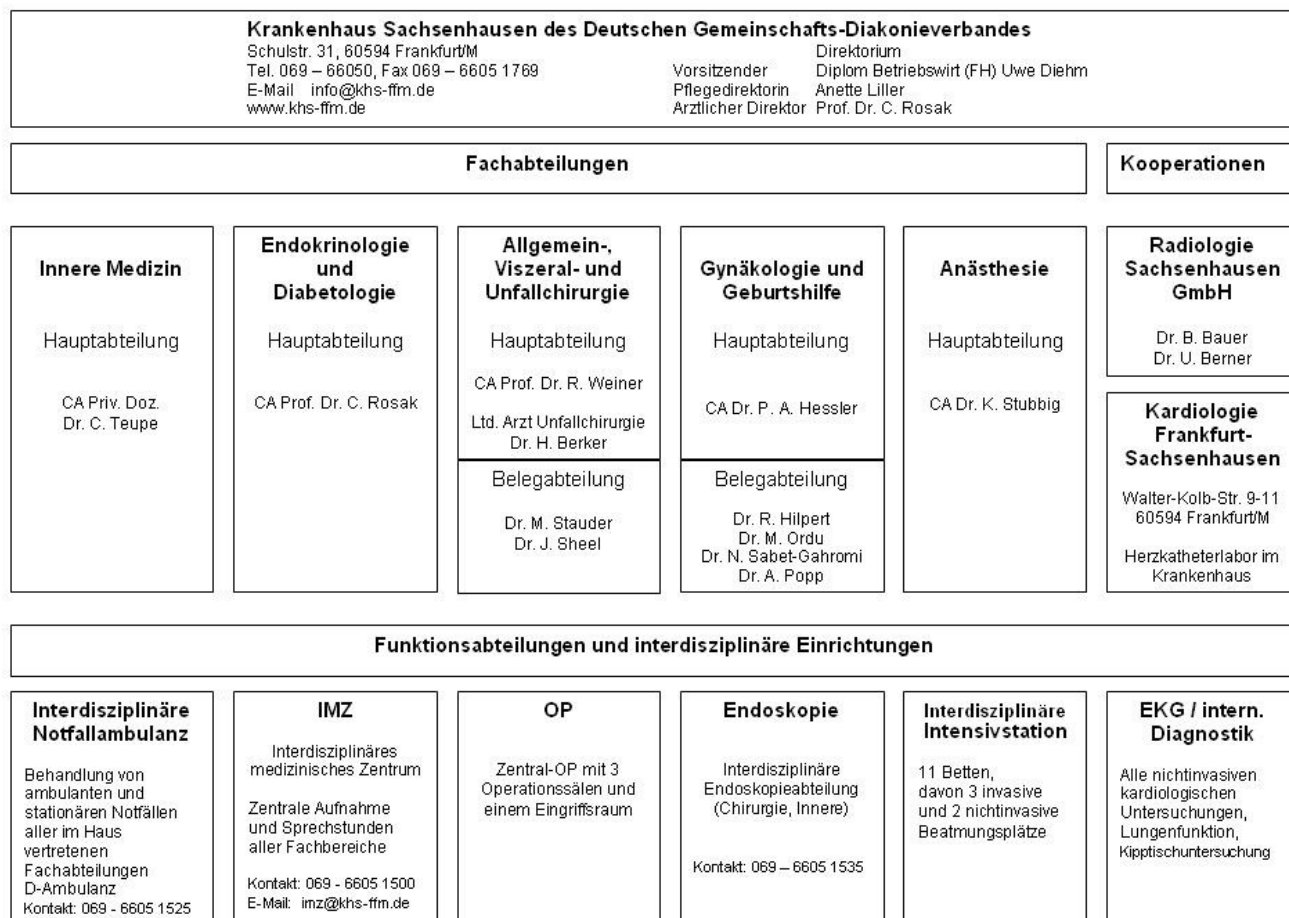 Krankenhaus Sachsenhausen des Deutschen Gemeinschafts-Diakonieverbandes
Schulstr. 31, 60594 Frankfurt/M
Tel. 069 – 66050, Fax 069 – 6605 1769
E-Mail info@khs-ffm.de
www.khs-ffm.de
Direktorium
Vorsitzender Diplom Betriebswirt (FH) Uwe Diehm
Pflegedirektorin Anette Liller
Arztlicher Direktor Prof. Dr. C. Rosak
Fachabteilungen
Kooperationen
Innere Medizin
Hauptabteilung
CA Priv. Doz.
Dr. C. Teupe
Endokrinologie
und
Diabetologie
Hauptabteilung
CA Prof. Dr. C. Rosak
Allgemein-,
Viszeral- und
Unfallchirurgie
Hauptabteilung
CA Prof. Dr. R. Weiner
Ltd. Arzt Unfallchirurgie
Dr. H. Berker
Belegabteilung
Dr. M. Stauder
Dr. J. Sheel
Gynäkologie und
Geburtshilfe
Hauptabteilung
CA Dr. P. A. Hessler
Belegabteilung
Dr. R. Hilpert
Dr. M. Ordu
Dr. N. Sabet-Gahromi
Dr. A. Popp
Anästhesie
Hauptabteilung
CA Dr. K. Stubbig
Radiologie
Sachsenhausen
GmbH
Dr. B. Bauer
Dr. U. Berner
Kardiologie
Frankfurt-
Sachsenhausen
Walter-Kolb-Str. 9-11
60594 Frankfurt/M
Herzkatheterlabor im
Krankenhaus
Funktionsabteilungen und interdisziplinäre Einrichtungen
Interdisziplinäre
Notfallambulanz
Behandlung von
ambulanten und
stationären Notfällen
aller im Haus
vertretenen
Fachabteilungen
D-Ambulanz
Kontakt: 069 - 6605 1525
IMZ
Interdisziplinäres
medizinisches Zentrum
Zentrale Aufnahme
und Sprechstunden
aller Fachbereiche
Kontakt: 069 - 6605 1500
E-Mail: imz@khs-ffm.de
OP
Zentral-OP mit 3
Operationssälen und
einem Eingriffsraum
Endoskopie
Interdisziplinäre
Endoskopieabteilung
(Chirurgie, Innere)
Kontakt: 069 – 6605 1535
Interdisziplinäre
Intensivstation
11 Betten,
davon 3 invasive
und 2 nichtinvasive
Beatmungsplätze
EKG / intern.
Diagnostik
Alle nichtinvasiven
kardiologischen
Untersuchungen,
Lungenfunktion,
Kipptischuntersuchung